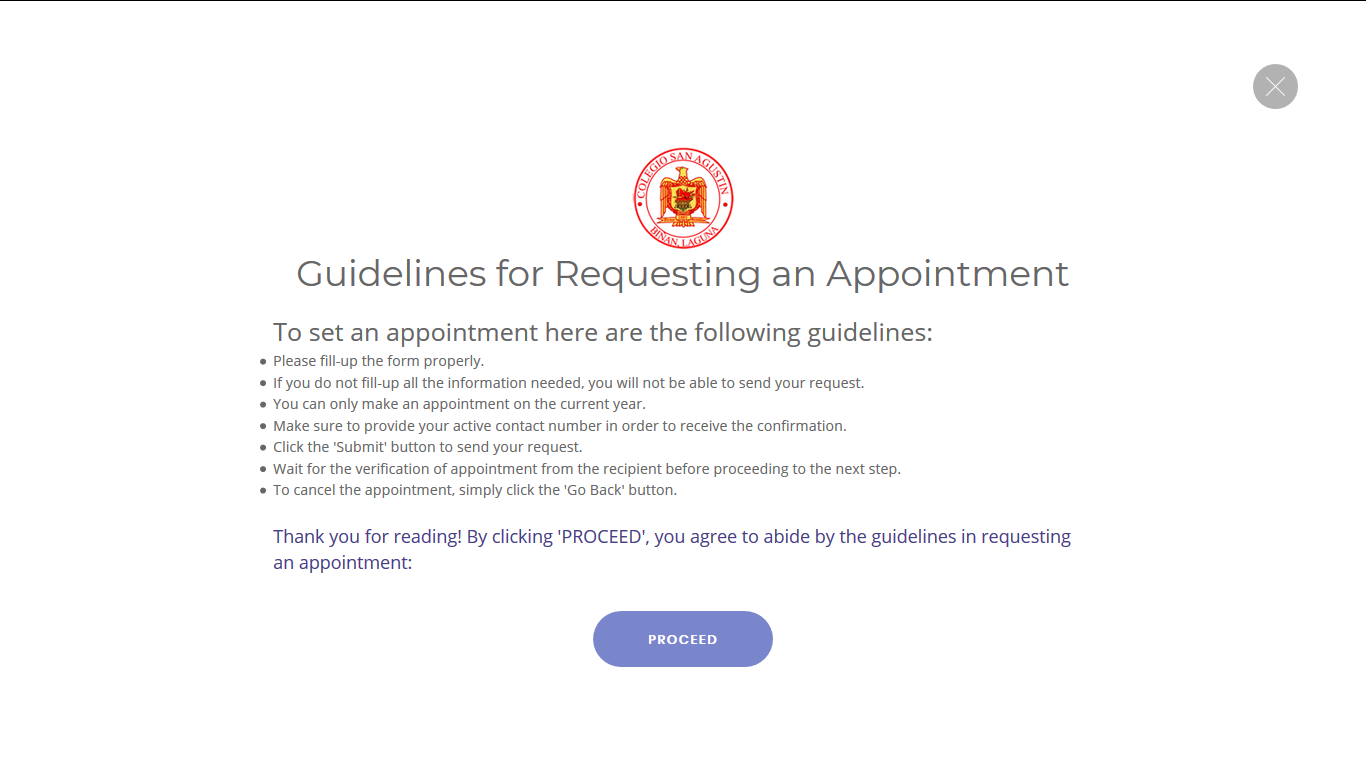 COLEGIO SAN AGUSTIN
BIÑAN, LAGUNA
Guidelines for Requesting an Appointment
To set an appointment here are the following guidelines:
Please fill-up the form properly.
If you do not fill-up all the information needed, you will not be able to send your request.
You can only make an appointment on the current year.
Make sure to provide your active contact number in order to receive the confirmation.
Click the 'Submit' button to send your request.
Wait for the verification of appointment from the recipient before proceeding to the next step.
To cancel the appointment, simply click the 'Go Back' button.
Thank you for reading! By clicking 'PROCEED', you agree to abide by the guidelines in requesting
an appointment:
PROCEED